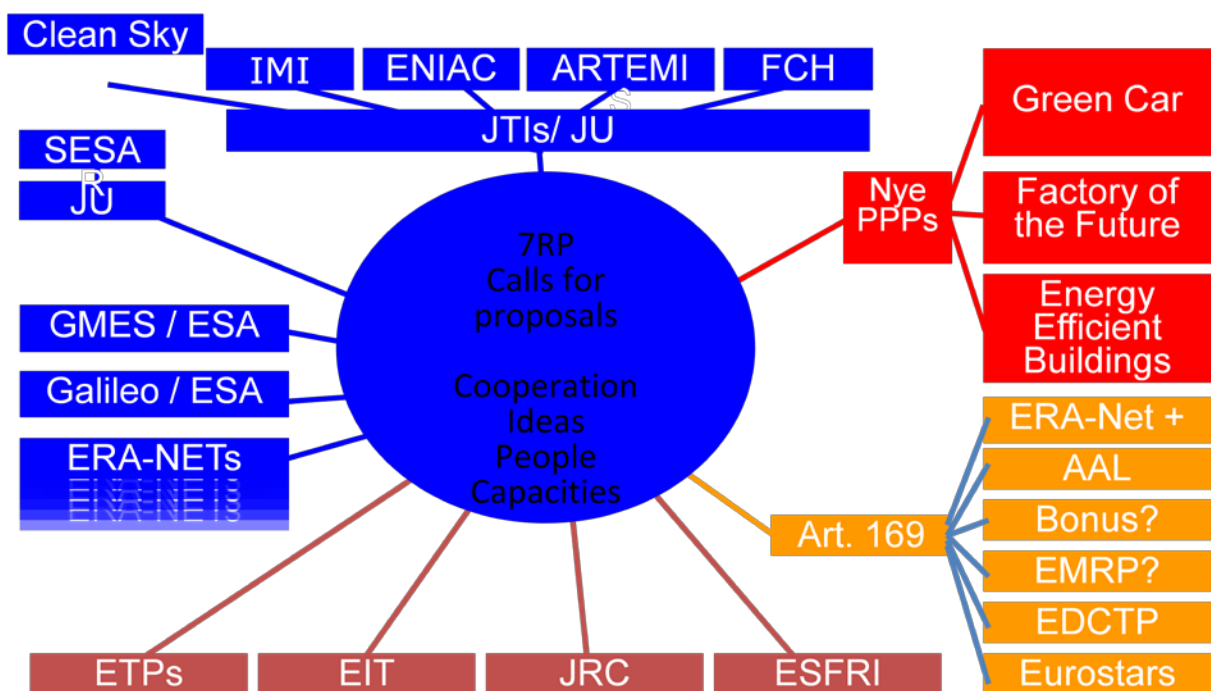 Clean Sky
IMI
ENIAC
ARTEMI
S
FCH
JTIs/ JU
SESA
R
JU
GMES / ESA
Galileo / ESA
ERA-NETs
7RP
Calls for
proposals
Cooperation
Ideas
People
Capacities
Nye
PPPs
Green Car
Factory of
the Future
Energy
Efficient
Buildings
Art. 169
ERA-Net +
AAL
Bonus?
EMRP?
EDCTP
Eurostars
ETPs
EIT
JRC
ESFRI